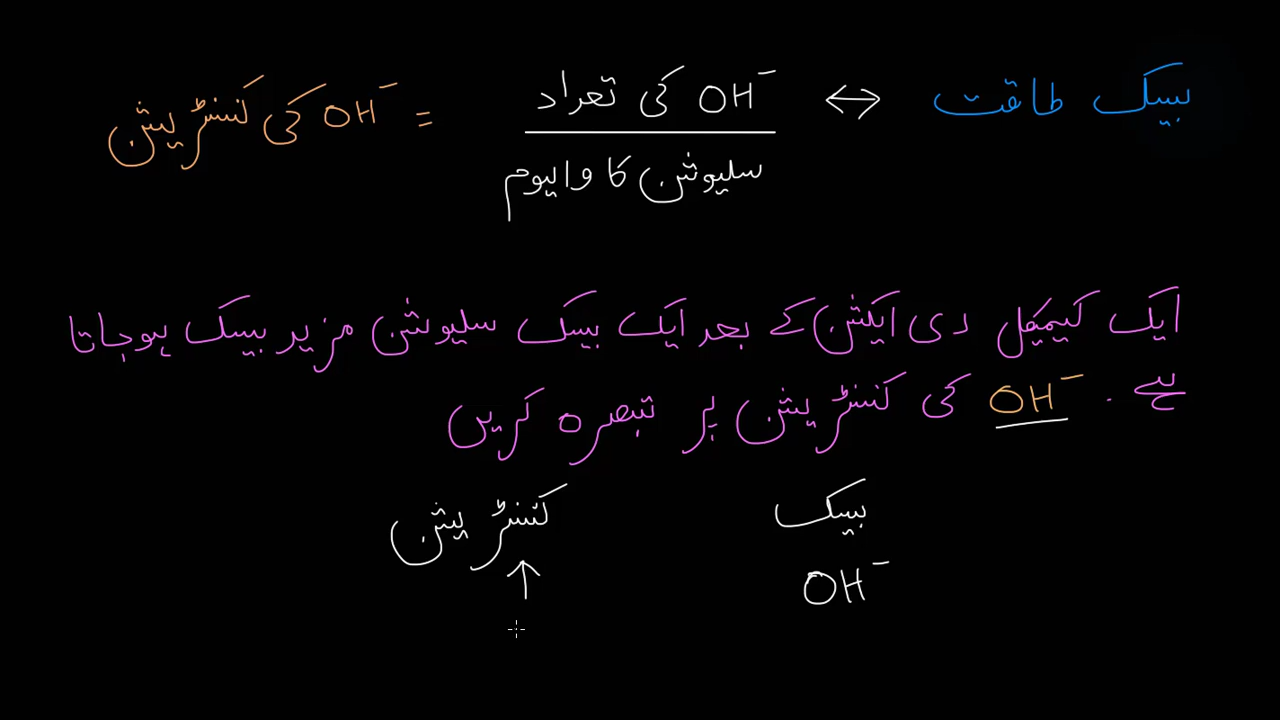 بیسک طاقت ↔ OH⁻ کی تعداد / سلیوشن کا والیوم = OH⁻ کی کنسنٹریشن
ایک کیمیکل ری ایکشن کے بعد ایک بیسک سلیوشن مزید بیسک ہوجاتا
ہے . OH⁻ کی کنسنٹریشن پر تبصرہ کریں
بیسک کنسنٹریشن
OH⁻ ↑